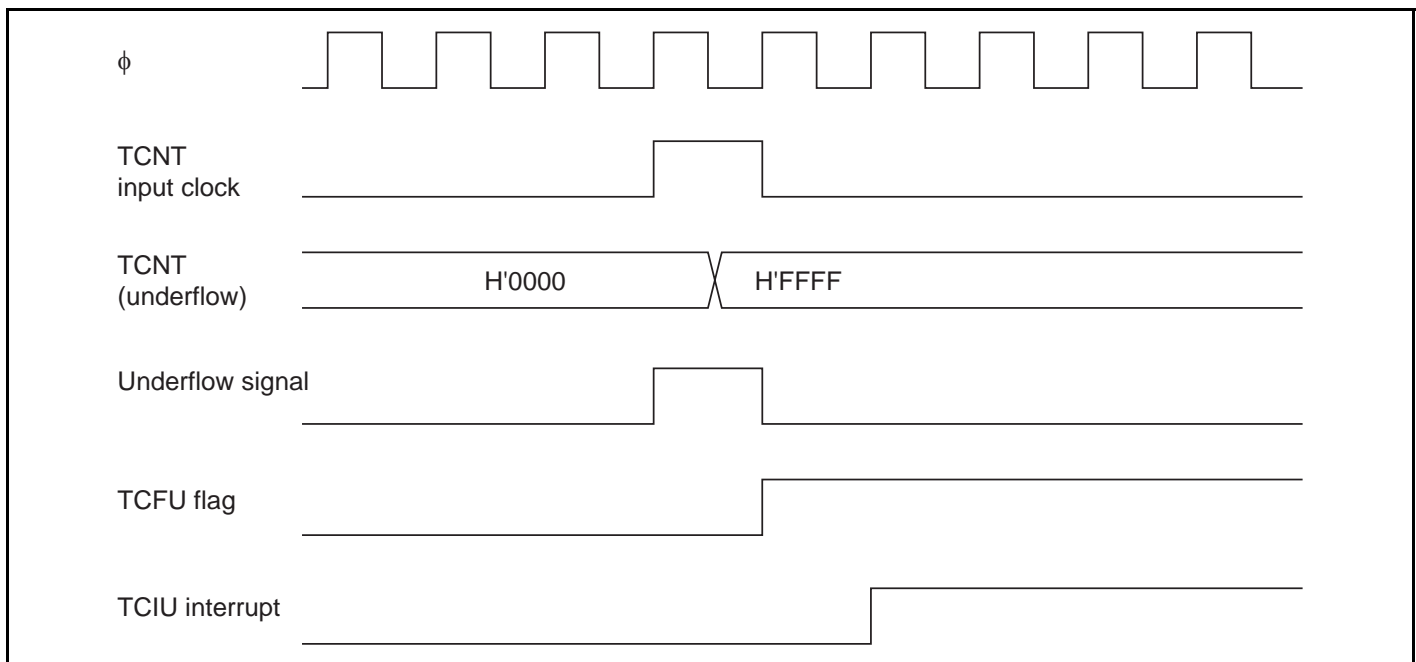 ϕ
TCNT
input clock
TCNT
(underflow)
H'0000
H'FFFF
Underflow signal
TCFU flag
TCIU interrupt